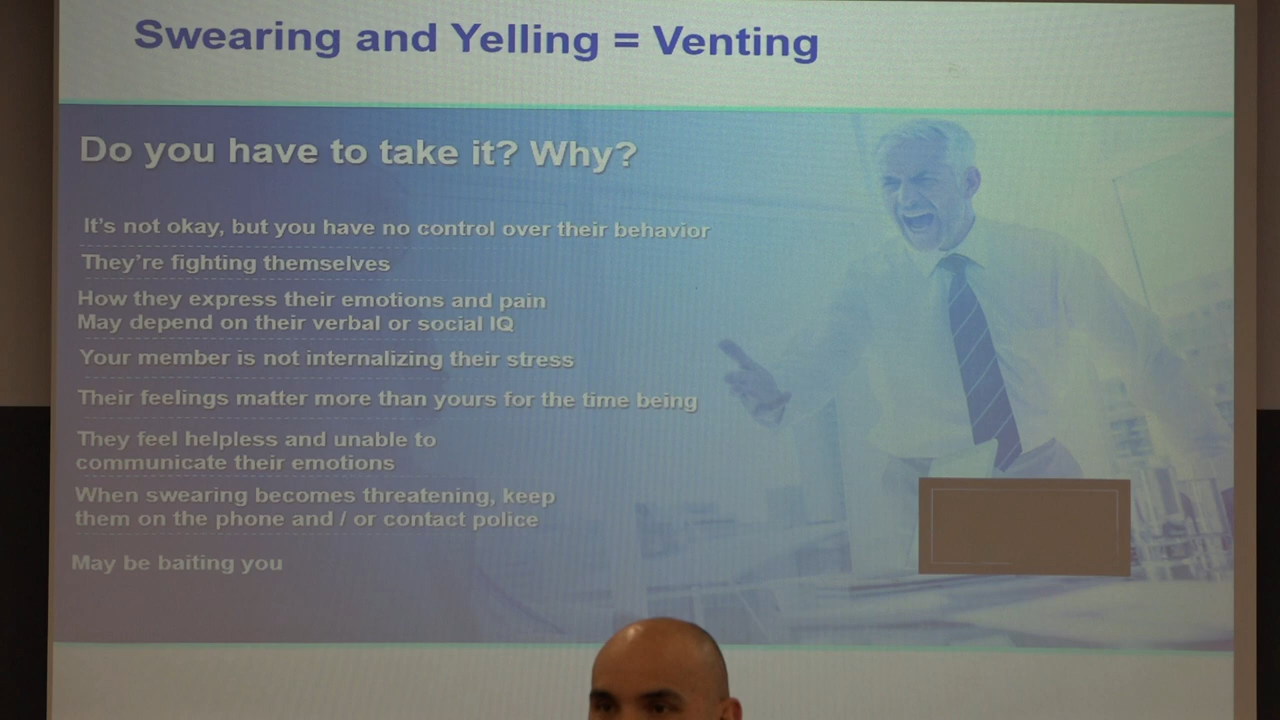 Swearing and Yelling = Venting
Do you have to take it? Why?
It's not okay, but you have no control over their behavior
They're fighting themselves
How they express their emotions and pain
May depend on their verbal or social IQ
Your member is not internalizing their stress
Their feelings matter more than yours for the time being
They feel helpless and unable to
communicate their emotions
When swearing becomes threatening, keep
them on the phone and / or contact police
May be baiting you